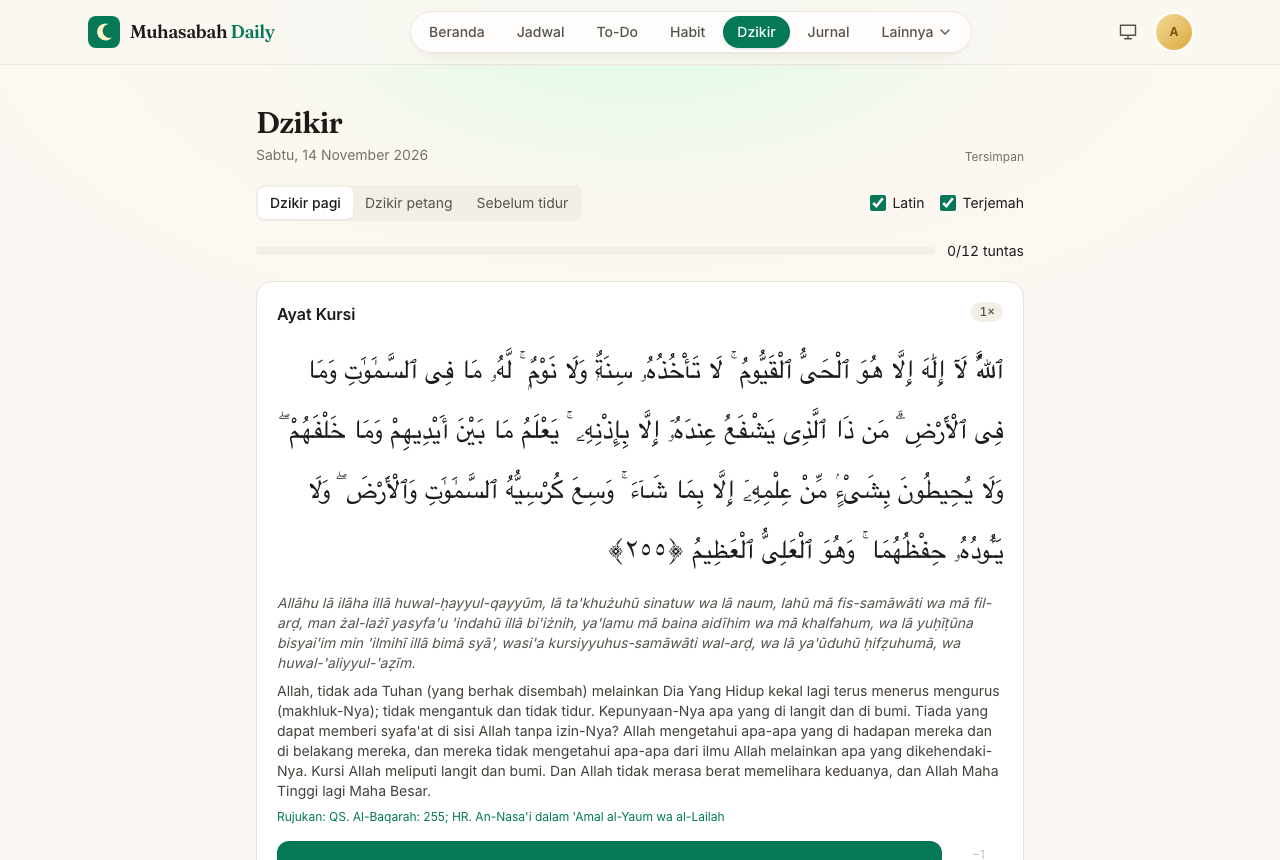 Muhasabah Daily
Beranda
Jadwal
To-Do
Habit
Dzikir
Jurnal
Lainnya
A
Dzikir
Sabtu, 14 November 2026
Tersimpan
Dzikir pagi
Dzikir petang
Sebelum tidur
Latin
Terjemah
0/12 tuntas
Ayat Kursi
1×
ٱللَّهُ لَآ إِلَٰهَ إِلَّا هُوَ ٱلْحَىُّ ٱلْقَيُّومُ ۚ لَا تَأْخُذُهُۥ سِنَةٌۭ وَلَا نَوْمٌۭ ۚ لَّهُۥ مَا فِى ٱلسَّمَٰوَٰتِ وَمَا
فِى ٱلْأَرْضِ ۗ مَن ذَا ٱلَّذِى يَشْفَعُ عِندَهُۥٓ إِلَّا بِإِذْنِهِۦ ۚ يَعْلَمُ مَا بَيْنَ أَيْدِيهِمْ وَمَا خَلْفَهُمْ ۖ
وَلَا يُحِيطُونَ بِشَىْءٍۢ مِّنْ عِلْمِهِۦٓ إِلَّا بِمَا شَآءَ ۚ وَسِعَ كُرْسِيُّهُ ٱلسَّمَٰوَٰتِ وَٱلْأَرْضَ ۖ وَلَا
يَـُٔودُهُۥ حِفْظُهُمَا ۚ وَهُوَ ٱلْعَلِىُّ ٱلْعَظِيمُ ﴿٢٥٥﴾
Allāhu lā ilāha illā huwal-ḥayyul-qayyūm, lā ta'khużuhū sinatuw wa lā naum, lahū mā fis-samāwāti wa mā fil-
arḍ, man żal-lażī yasyfa'u 'indahū illā bi'iżnih, ya'lamu mā baina aidīhim wa mā khalfahum, wa lā yuḥīṭūna
bisyai'im min 'ilmihī illā bimā syā', wasi'a kursiyyuhus-samāwāti wal-arḍ, wa lā ya'ūduhū ḥifẓuhumā, wa
huwal-'aliyyul-'aẓīm.
Allah, tidak ada Tuhan (yang berhak disembah) melainkan Dia Yang Hidup kekal lagi terus menerus mengurus
(makhluk-Nya); tidak mengantuk dan tidak tidur. Kepunyaan-Nya apa yang di langit dan di bumi. Tiada yang
dapat memberi syafa'at di sisi Allah tanpa izin-Nya? Allah mengetahui apa-apa yang di hadapan mereka dan
di belakang mereka, dan mereka tidak mengetahui apa-apa dari ilmu Allah melainkan apa yang dikehendaki-
Nya. Kursi Allah meliputi langit dan bumi. Dan Allah tidak merasa berat memelihara keduanya, dan Allah Maha
Tinggi lagi Maha Besar.
Rujukan: QS. Al-Baqarah: 255; HR. An-Nasa'i dalam 'Amal al-Yaum wa al-Lailah
−1